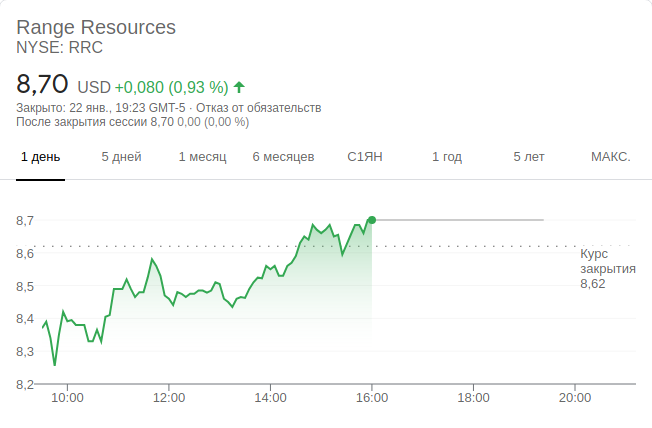 Range Resources
NYSE: RRC
8,70 USD +0,080 (0,93 %)
Закрыто: 22 янв., 19:23 GMT-5 · Отказ от обязательств
После закрытия сессии 8,70 0,00 (0,00 %)
1 день 5 дней 1 месяц 6 месяцев С1ЯН 1 год 5 лет МАКС.
8,7
8,6
Курс
закрытия
8,62
8,5
8,4
8,3
8,2
10:00 12:00 14:00 16:00 18:00 20:00